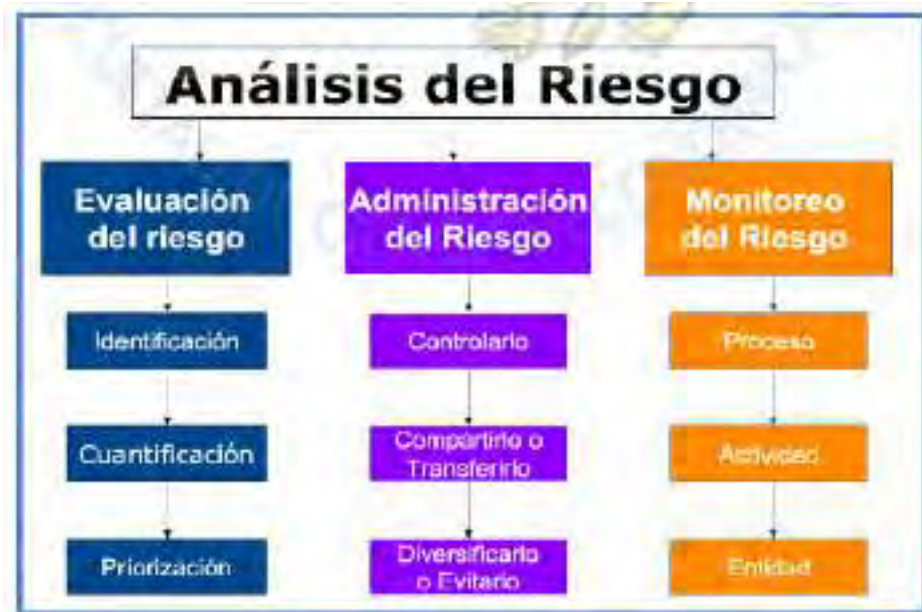 Análisis del Riesgo
Evaluación
del riesgo
Identificación
Cuantificación
Priorización
Administración
del Riesgo
Controlarlo
Compartirlo o
Transferirlo
Diversificarlo
o Evitarlo
Monitoreo
del Riesgo
Proceso
Actividad
Entidad